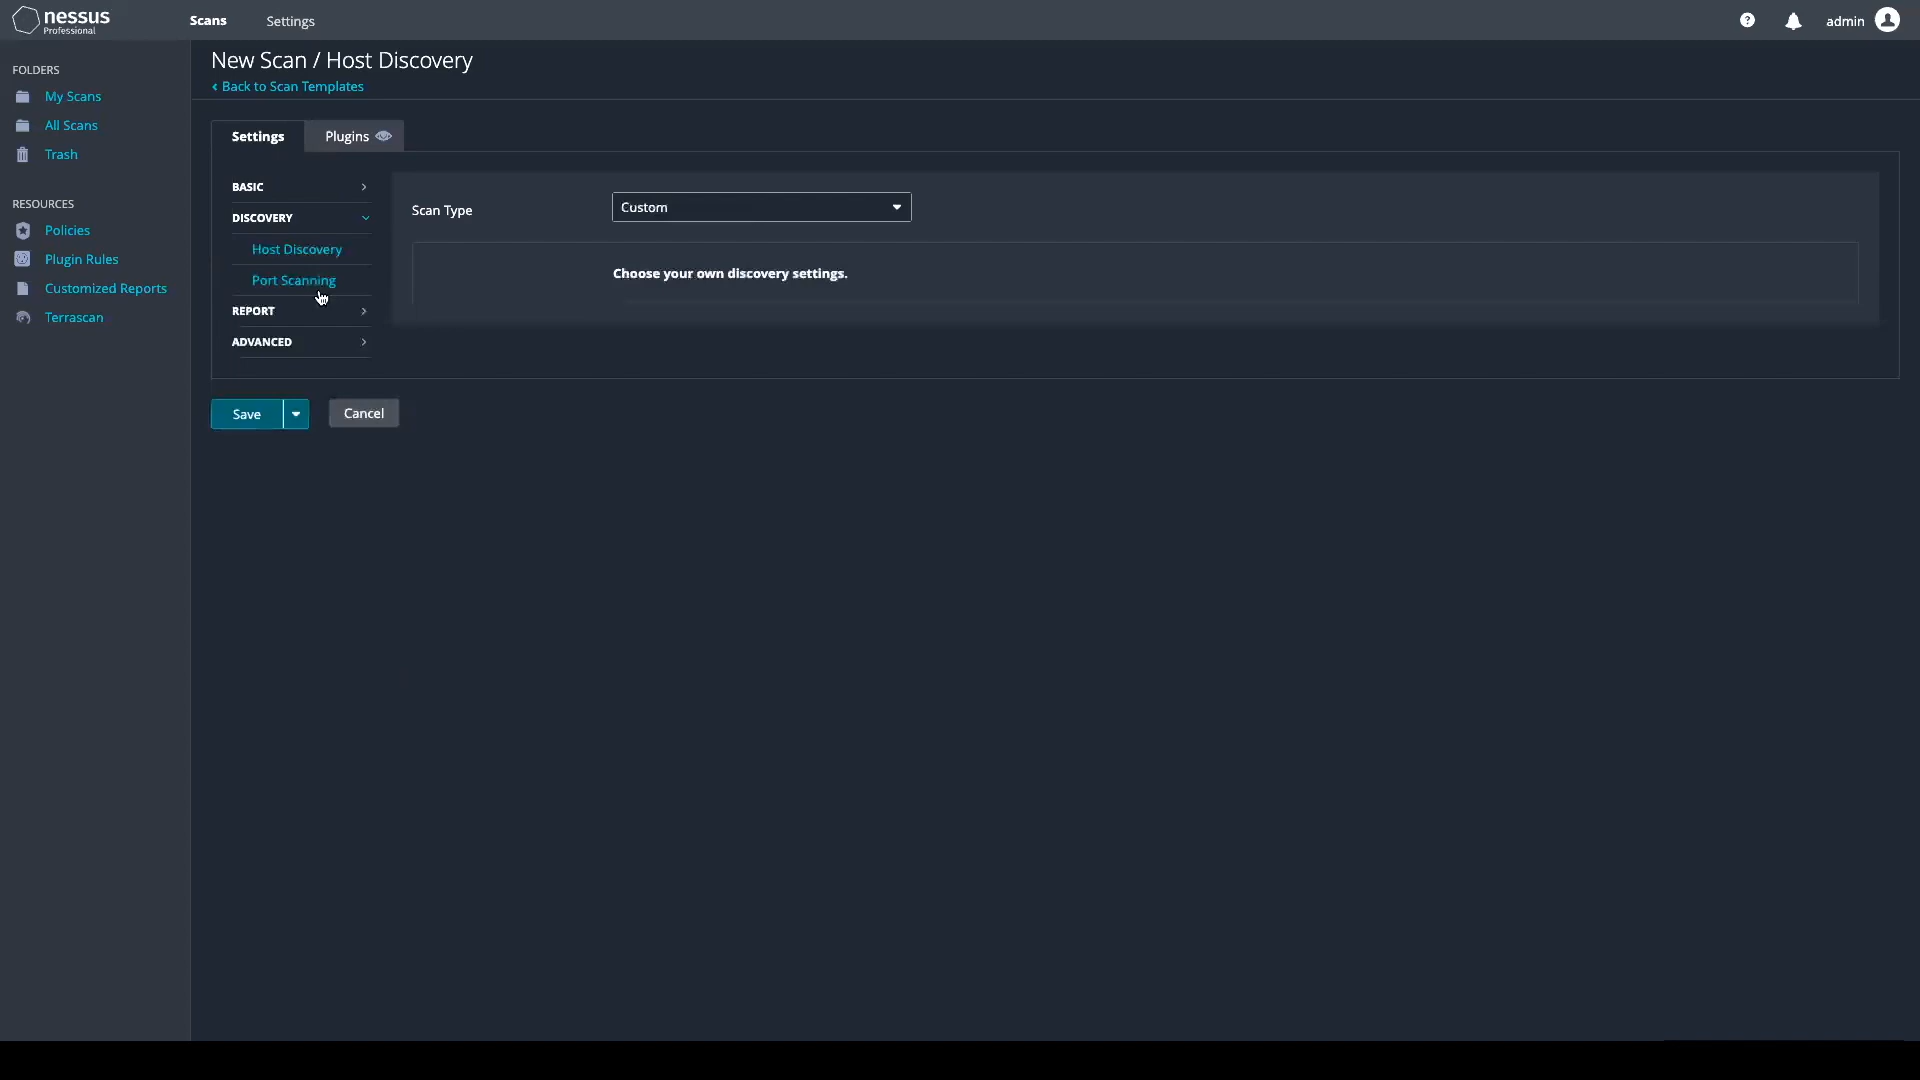 nessus
Professional
Scans
Settings
?
admin
FOLDERS
My Scans
All Scans
Trash
RESOURCES
Policies
Plugin Rules
Customized Reports
Terrascan
New Scan / Host Discovery
‹ Back to Scan Templates
Settings
Plugins
BASIC
DISCOVERY
Host Discovery
Port Scanning
REPORT
ADVANCED
Scan Type
Custom
Choose your own discovery settings.
Save
Cancel